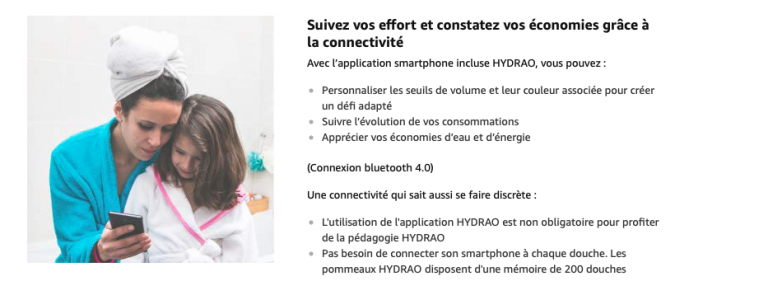 Suivez vos effort et constatez vos économies grâce à
la connectivité
Avec l'application smartphone incluse HYDRAO, vous pouvez :
Personnaliser les seuils de volume et leur couleur associée pour créer
un défi adapté
Suivre l'évolution de vos consommations
Apprécier vos économies d'eau et d'énergie
(Connexion bluetooth 4.0)
Une connectivité qui sait aussi se faire discrète :
L'utilisation de l'application HYDRAO est non obligatoire pour profiter
de la pédagogie HYDRAO
Pas besoin de connecter son smartphone à chaque douche. Les
pommeaux HYDRAO disposent d'une mémoire de 200 douches